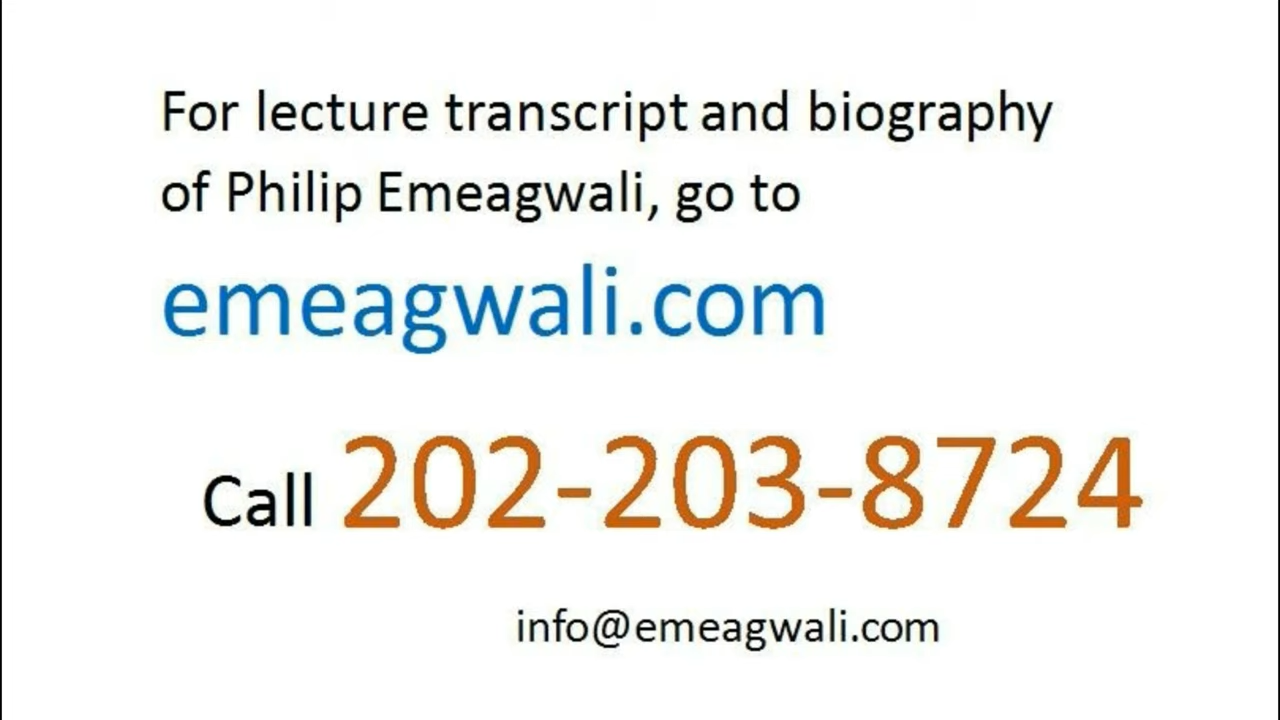 For lecture transcript and biography
of Philip Emeagwali, go to
emeagwali.com
Call 202-203-8724
info@emeagwali.com